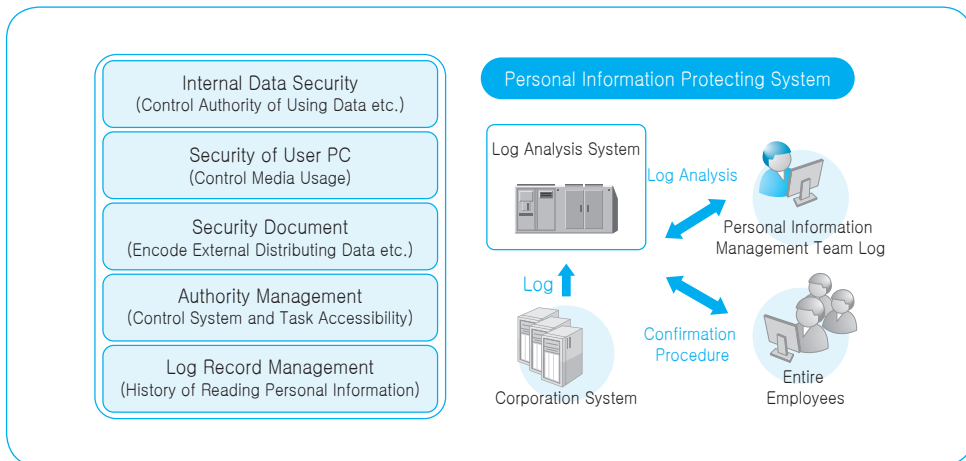 Internal Data Security
(Control Authority of Using Data etc.)
Security of User PC
(Control Media Usage)
Security Document
(Encode External Distributing Data etc.)
Authority Management
(Control System and Task Accessibility)
Log Record Management
(History of Reading Personal Information)
Personal Information Protecting System
Log Analysis System
Log Analysis
Personal Information
Management Team Log
Log
Confirmation
Procedure
Corporation System
Entire
Employees